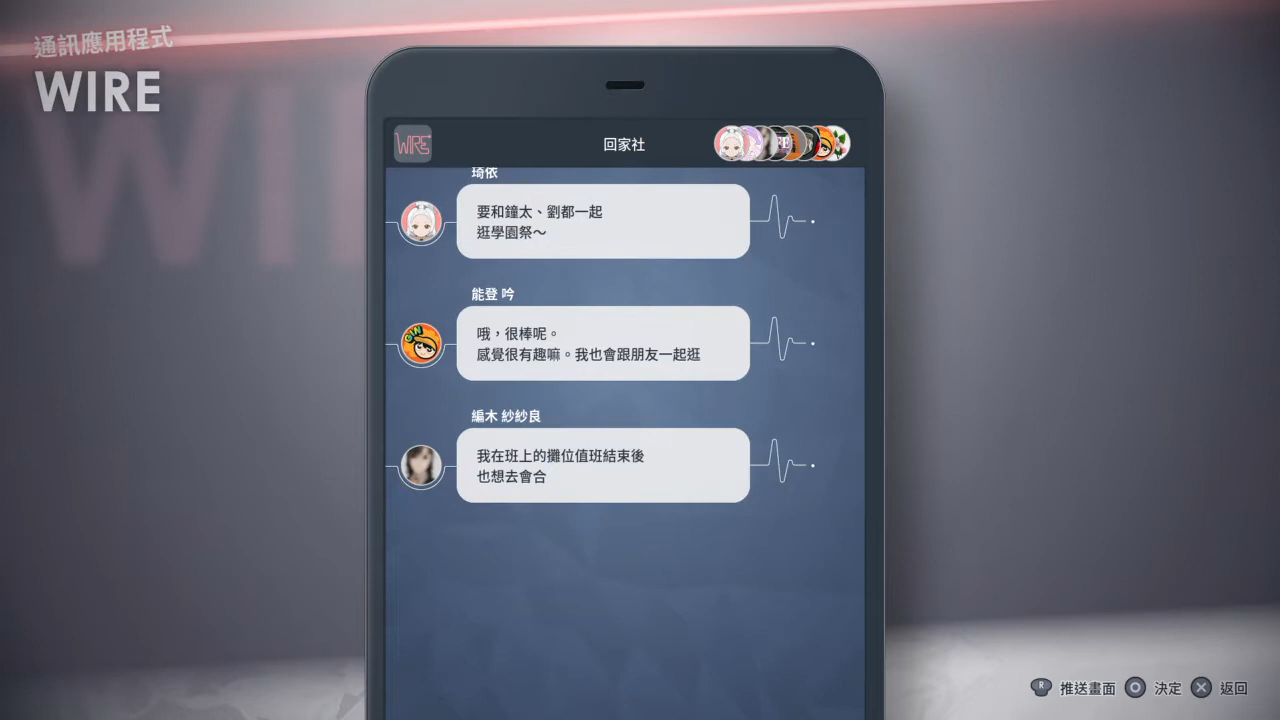 通訊應用程式
WIRE
WIRE
回家社
琦依
要和鐘太、劉都一起
逛學園祭～
能登 吟
哦，很棒呢。
感覺很有趣嘛。我也會跟朋友一起逛
編木 紗紗良
我在班上的攤位值班結束後
也想去會合
R 推送畫面 決定 返回